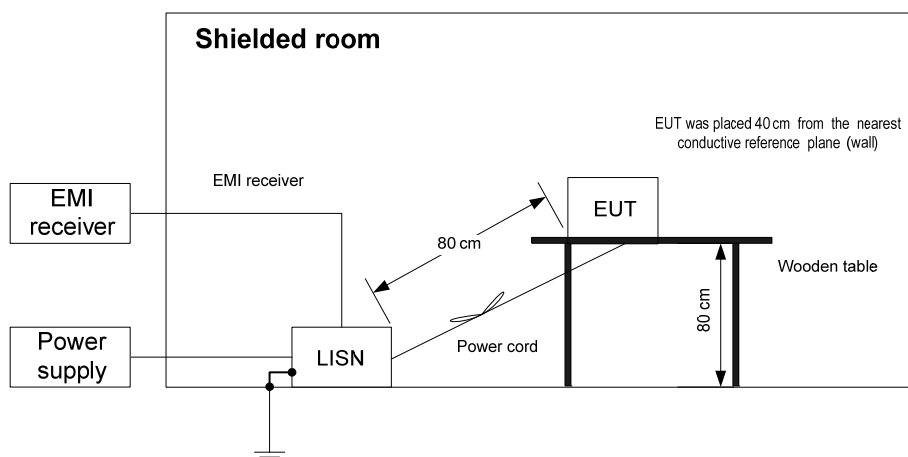 Shielded room
EUT was placed 40 cm from the nearest
conductive reference plane (wall)
EMI receiver
EMI
receiver
EUT
80 cm
Wooden table
80 cm
Power cord
Power
supply
LISN